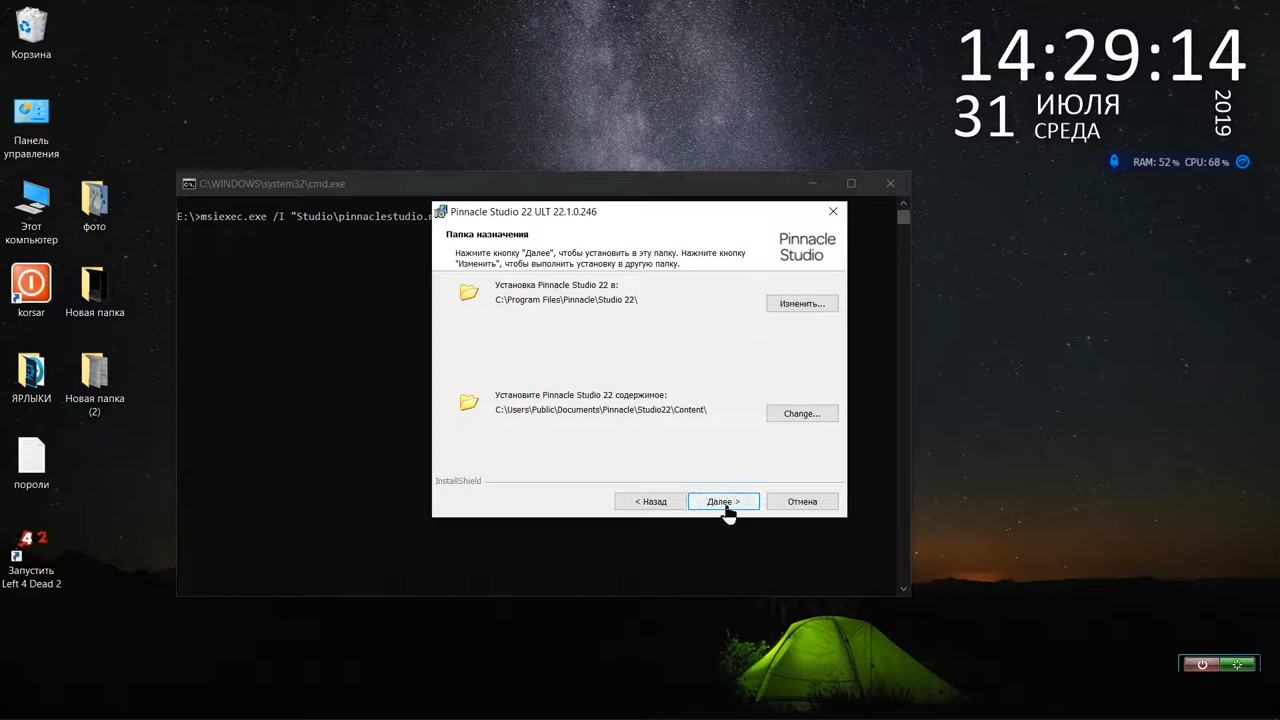 Корзина
Панель
управления
Этот
компьютер
фото
korsar
Новая папка
ЯРЛЫКИ
Новая папка
(2)
пороли
4 2
Запустить
Left 4 Dead 2
14:29:14
31
ИЮЛЯ
СРЕДА
2019
RAM: 52% CPU: 68%
C:\WINDOWS\system32\cmd.exe
E:\>msiexec.exe /I "Studio\pinnaclestudio.
Pinnacle Studio 22 ULT 22.1.0.246
Папка назначения
Нажмите кнопку "Далее", чтобы установить в эту папку. Нажмите кнопку
"Изменить", чтобы выполнить установку в другую папку.
Pinnacle
Studio
Установка Pinnacle Studio 22 в:
C:\Program Files\Pinnacle\Studio 22\
Изменить...
Установите Pinnacle Studio 22 содержимое:
C:\Users\Public\Documents\Pinnacle\Studio22\Content\
Change...
InstallShield
< Назад
Далее >
Отмена